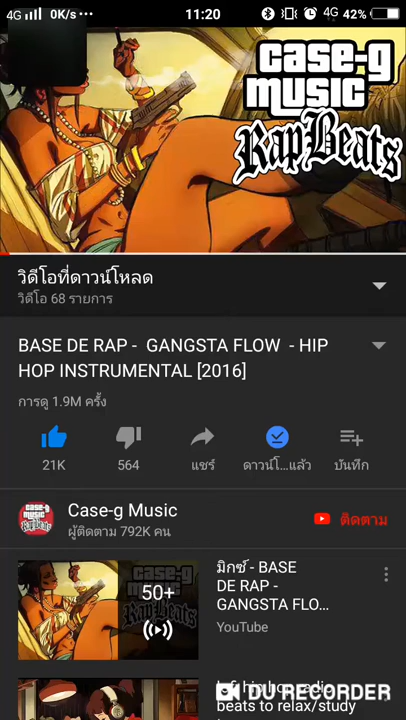 4G 0K/s ... 11:20 4G 42%
case-g
music
RapBeats
วิดีโอที่ดาวน์โหลด
วิดีโอ 68 รายการ
BASE DE RAP - GANGSTA FLOW - HIP
HOP INSTRUMENTAL [2016]
การดู 1.9M ครั้ง
21K 564 แชร์ ดาวน์โ...แล้ว บันทึก
Case-g Music
ผู้ติดตาม 792K คน
ติดตาม
50+
มิกซ์ - BASE
DE RAP -
GANGSTA FLO...
YouTube
DU RECORDER
beats to relax/study